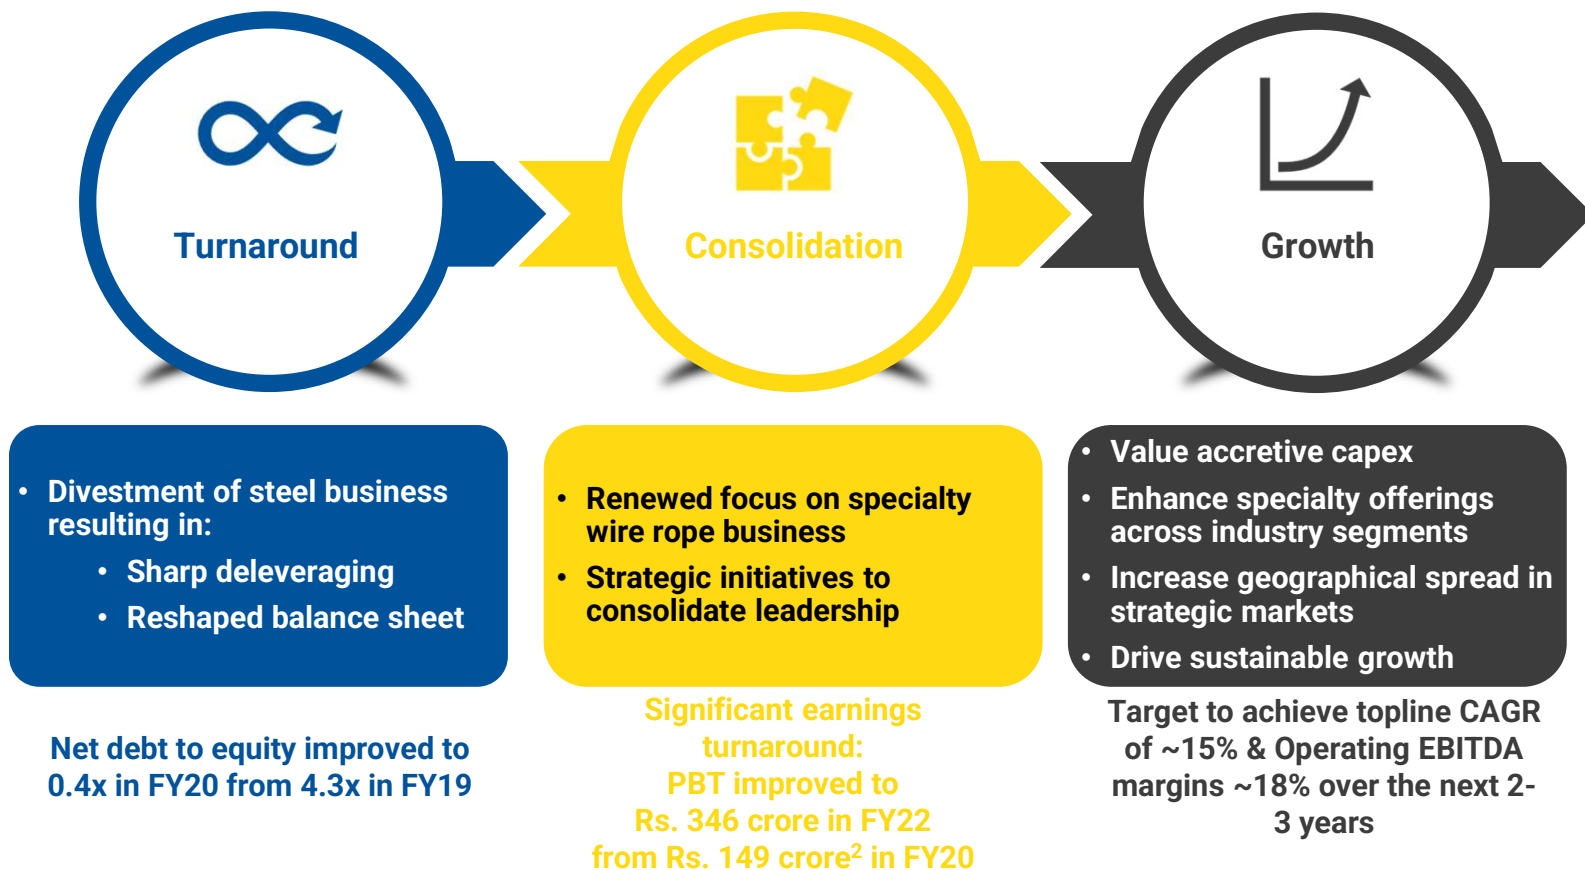 Turnaround
Consolidation
Growth
• Divestment of steel business
resulting in:
• Sharp deleveraging
• Reshaped balance sheet
• Renewed focus on specialty
wire rope business
• Strategic initiatives to
consolidate leadership
• Value accretive capex
• Enhance specialty offerings
across industry segments
• Increase geographical spread in
strategic markets
• Drive sustainable growth
Net debt to equity improved to
0.4x in FY20 from 4.3x in FY19
Significant earnings
turnaround:
PBT improved to
Rs. 346 crore in FY22
from Rs. 149 crore² in FY20
Target to achieve topline CAGR
of ~15% & Operating EBITDA
margins ~18% over the next 2-
3 years